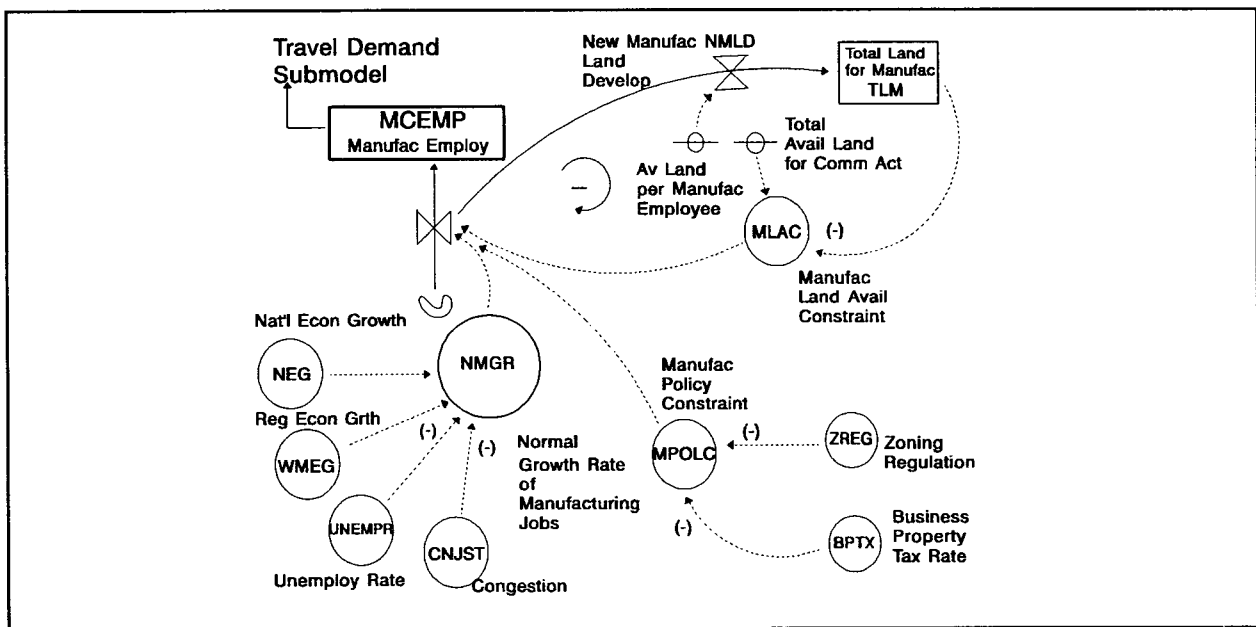 Travel Demand
Submodel
MCEMP
Manufac Employ
New Manufac NMLD
Land
Develop
Total Land
for Manufac
TLM
Total
Avail Land
for Comm Act
Av Land
per Manufac
Employee
MLAC
(-)
Manufac
Land Avail
Constraint
Nat'l Econ Growth
NEG
NMGR
Reg Econ Grth
WMEG
(-)
(-)
UNEMPR
Unemploy Rate
CNJST
Congestion
Normal
Growth Rate
of
Manufacturing
Jobs
Manufac
Policy
Constraint
MPOLC
(-)
ZREG
Zoning
Regulation
(-)
BPTX
Business
Property
Tax Rate